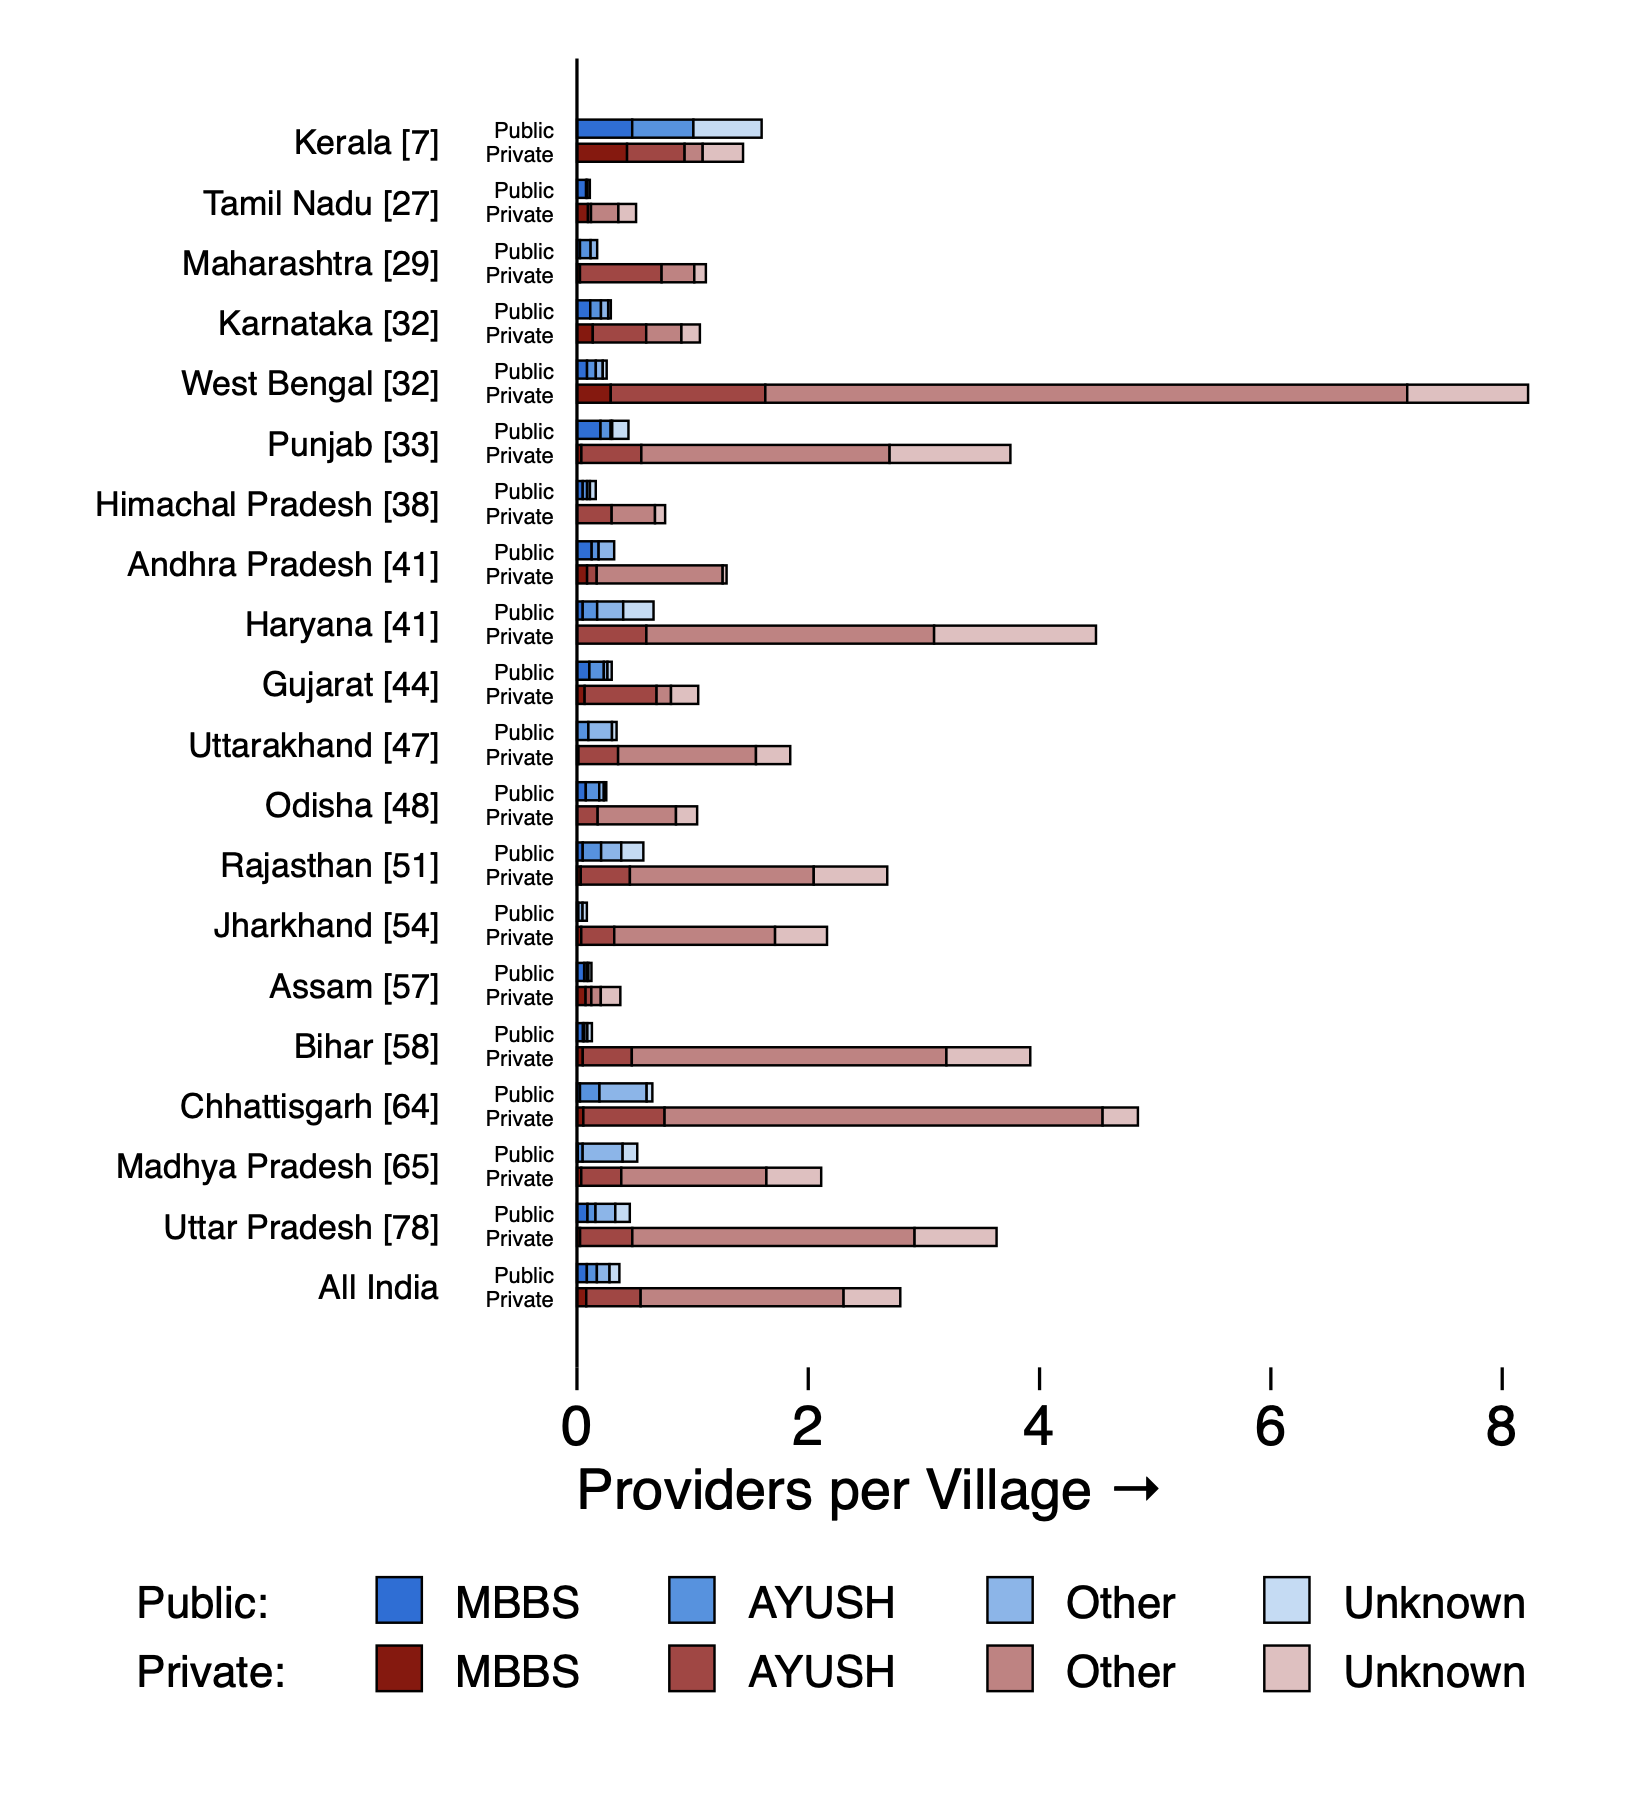 Kerala [7] Public
Private
Tamil Nadu [27] Public
Private
Maharashtra [29] Public
Private
Karnataka [32] Public
Private
West Bengal [32] Public
Private
Punjab [33] Public
Private
Himachal Pradesh [38] Public
Private
Andhra Pradesh [41] Public
Private
Haryana [41] Public
Private
Gujarat [44] Public
Private
Uttarakhand [47] Public
Private
Odisha [48] Public
Private
Rajasthan [51] Public
Private
Jharkhand [54] Public
Private
Assam [57] Public
Private
Bihar [58] Public
Private
Chhattisgarh [64] Public
Private
Madhya Pradesh [65] Public
Private
Uttar Pradesh [78] Public
Private
All India Public
Private
0 2 4 6 8
Providers per Village →
Public: MBBS AYUSH Other Unknown
Private: MBBS AYUSH Other Unknown